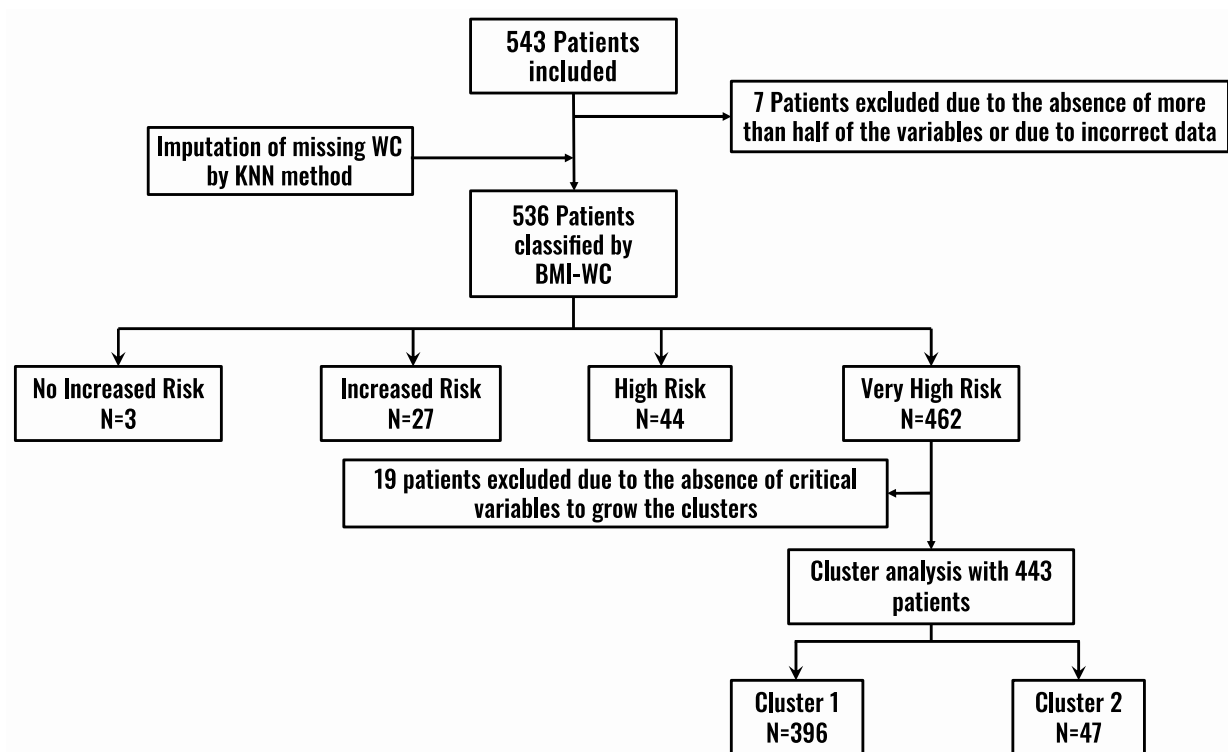 543 Patients
included
7 Patients excluded due to the absence of more
than half of the variables or due to incorrect data
Imputation of missing WC
by KNN method
536 Patients
classified by
BMI-WC
No Increased Risk
N=3
Increased Risk
N=27
High Risk
N=44
Very High Risk
N=462
19 patients excluded due to the absence of critical
variables to grow the clusters
Cluster analysis with 443
patients
Cluster 1
N=396
Cluster 2
N=47